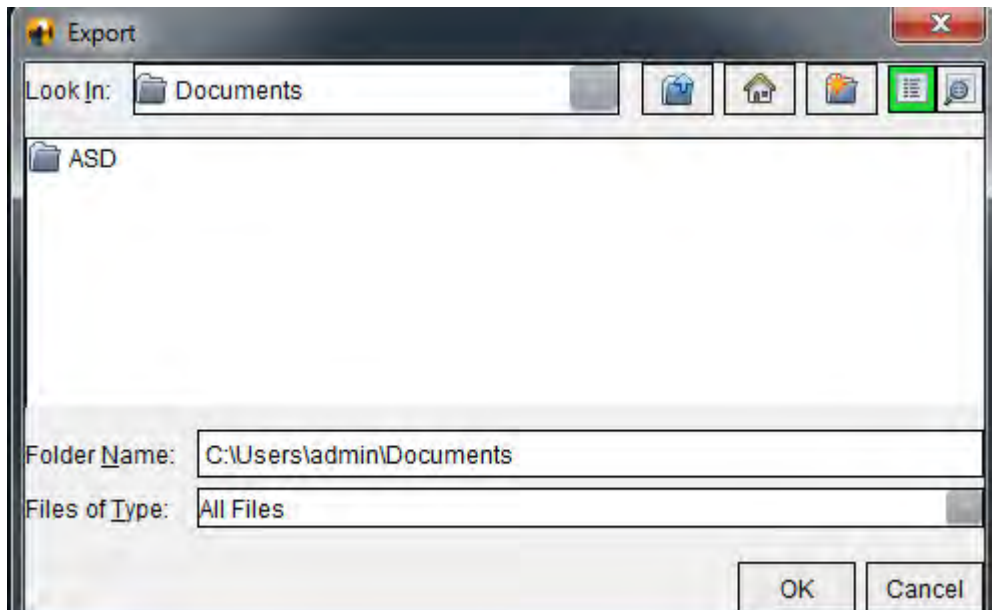 Export
Look In: Documents
ASD
Folder Name: C:\Users\admin\Documents
Files of Type: All Files
OK Cancel